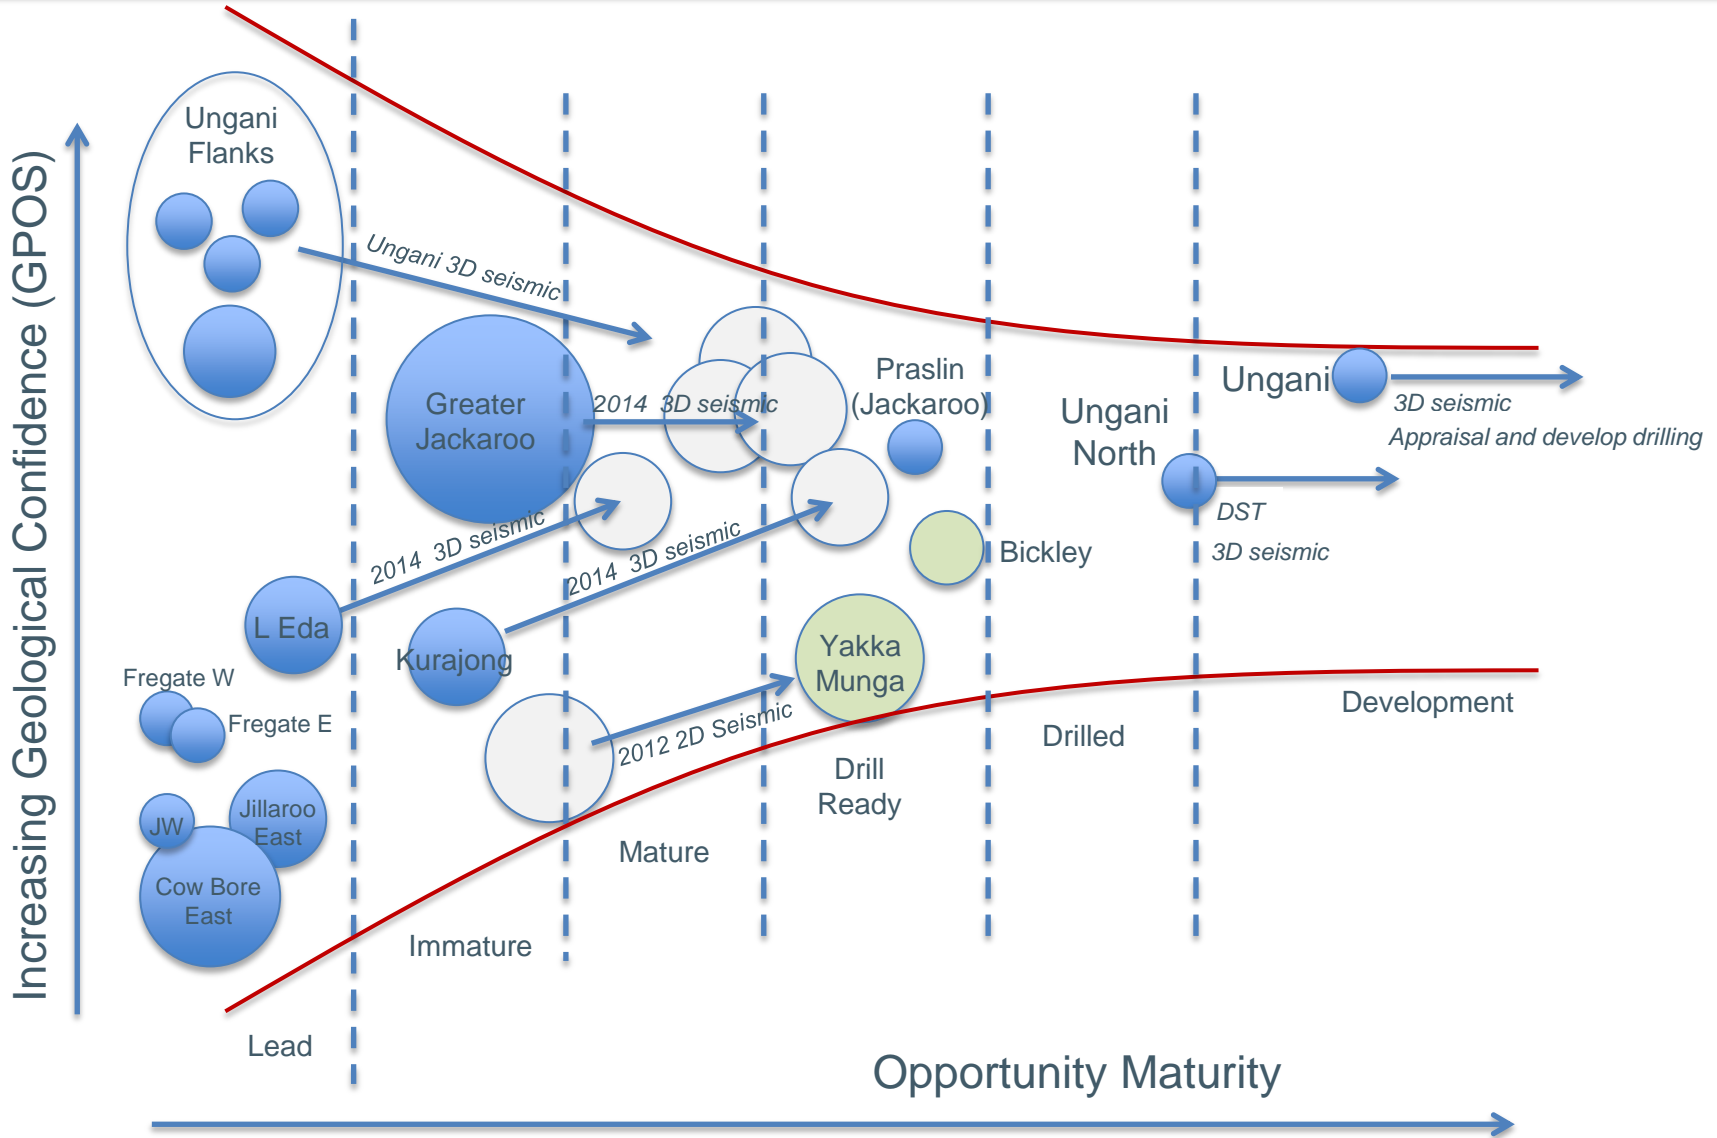 Increasing Geological Confidence (GPOS)
Ungani
Flanks
Ungani 3D seismic
Greater
Jackaroo
2014  3D seismic
Praslin
(Jackaroo)
Ungani
3D seismic
Appraisal and develop drilling
Ungani
North
DST
3D seismic
2014  3D seismic
2014  3D seismic
Bickley
L Eda
Kurajong
Yakka
Munga
2012 2D Seismic
Fregate W
Fregate E
JW
Jillaroo
East
Cow Bore
East
Lead
Immature
Mature
Drill
Ready
Drilled
Development
Opportunity Maturity